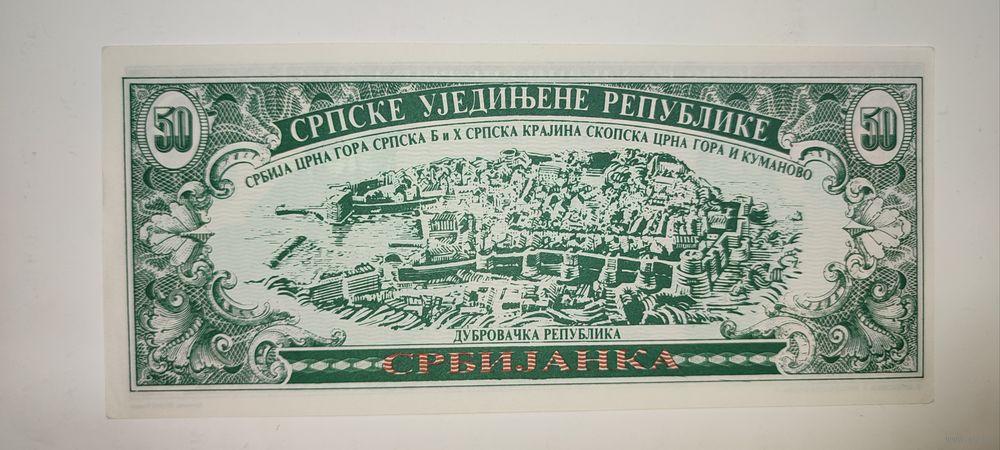 СРПСКЕ УЈЕДИЊЕНЕ РЕПУБЛИКЕ
СРБИЈА ЦРНА ГОРА СРПСКА Б и Х СРПСКА КРАЈИНА СКОПСКА ЦРНА ГОРА И КУМАНОВО
50 50
ДУБРОВАЧКА РЕПУБЛИКА
СРБИЈАНКА